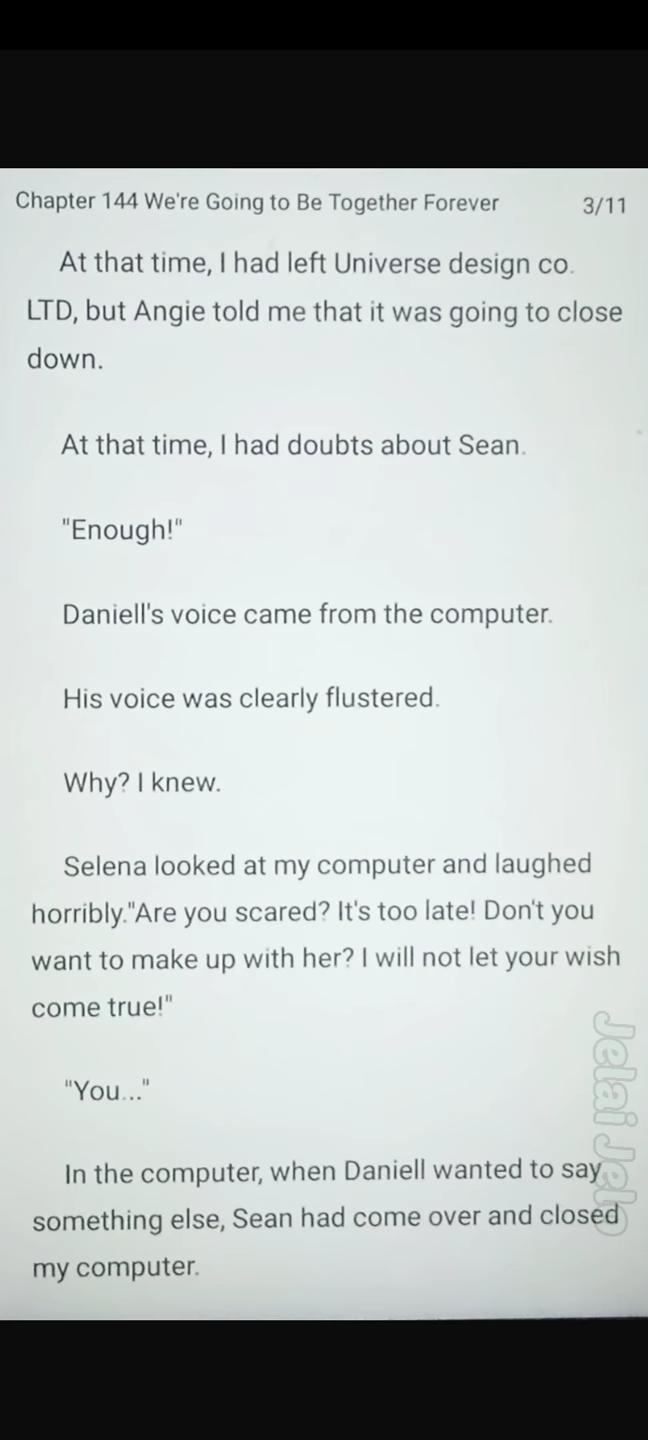 Chapter 144 We're Going to Be Together Forever 3/11
At that time, I had left Universe design co.
LTD, but Angie told me that it was going to close
down.
At that time, I had doubts about Sean.
"Enough!"
Daniell's voice came from the computer.
His voice was clearly flustered.
Why? I knew.
Selena looked at my computer and laughed
horribly."Are you scared? It's too late! Don't you
want to make up with her? I will not let your wish
come true!"
"You..."
In the computer, when Daniell wanted to say
something else, Sean had come over and closed
my computer.
Jelai Jelo